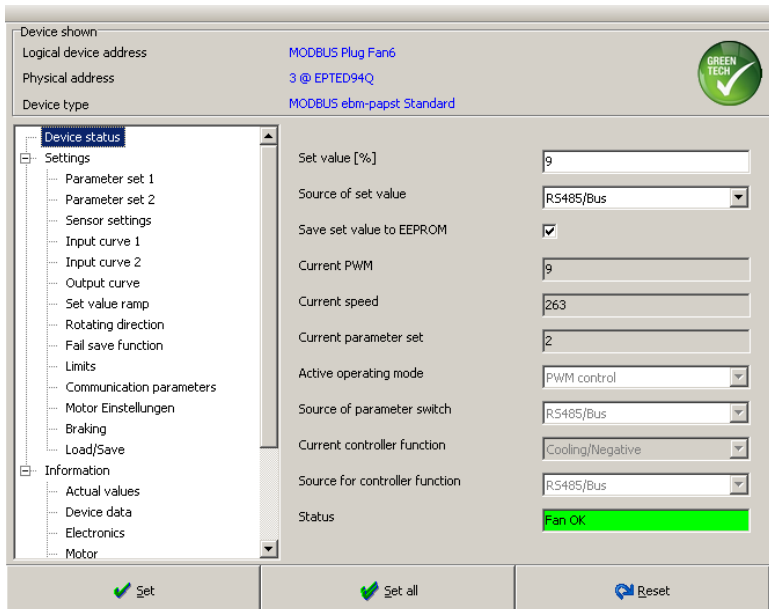 Device shown
Logical device address MODBUS Plug Fan6
Physical address 3 @ EPTED94Q
Device type MODBUS ebm-papst Standard
GREEN
TECH
Device status
Settings
Parameter set 1
Parameter set 2
Sensor settings
Input curve 1
Input curve 2
Output curve
Set value ramp
Rotating direction
Fail save function
Limits
Communication parameters
Motor Einstellungen
Braking
Load/Save
Information
Actual values
Device data
Electronics
Motor
Set value [%] 9
Source of set value RS485/Bus
Save set value to EEPROM
Current PWM 9
Current speed 263
Current parameter set 2
Active operating mode PWM control
Source of parameter switch RS485/Bus
Current controller function Cooling/Negative
Source for controller function RS485/Bus
Status Fan OK
Set Set all Reset